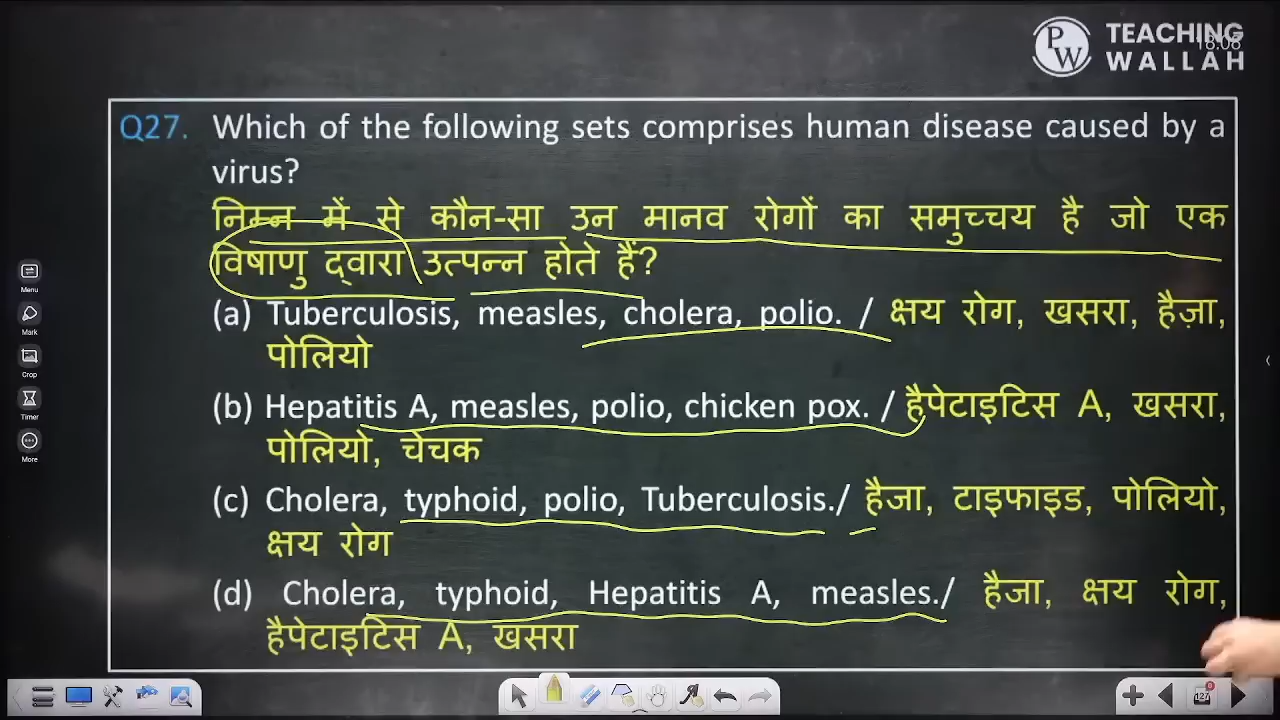 TEACHING
WALLAH
PW
18:08
Q27. Which of the following sets comprises human disease caused by a
virus?
निम्न में से कौन-सा उन मानव रोगों का समुच्चय है जो एक
विषाणु द्वारा उत्पन्न होते हैं?
(a) Tuberculosis, measles, cholera, polio. / क्षय रोग, खसरा, हैज़ा,
पोलियो
(b) Hepatitis A, measles, polio, chicken pox. / हैपेटाइटिस A, खसरा,
पोलियो, चेचक
(c) Cholera, typhoid, polio, Tuberculosis./ हैजा, टाइफाइड, पोलियो,
क्षय रोग
(d) Cholera, typhoid, Hepatitis A, measles./ हैजा, क्षय रोग,
हैपेटाइटिस A, खसरा
Menu
Mark
Crop
Timer
More
127